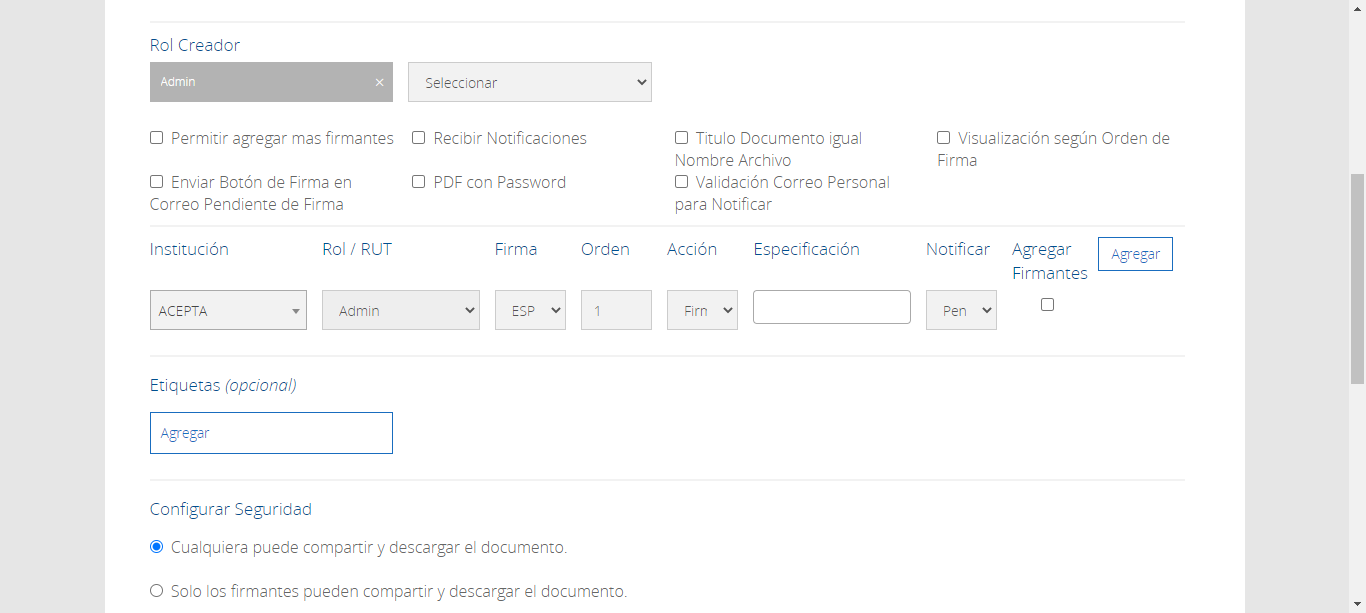 Rol Creador
Admin ×
Seleccionar
Permitir agregar mas firmantes
Recibir Notificaciones
Titulo Documento igual
Nombre Archivo
Visualización según Orden de
Firma
Enviar Botón de Firma en
Correo Pendiente de Firma
PDF con Password
Validación Correo Personal
para Notificar
Institución
Rol / RUT
Firma
Orden
Acción
Especificación
Notificar
Agregar
Firmantes
Agregar
ACEPTA
Admin
ESP
1
Firm
Pen
Etiquetas (opcional)
Agregar
Configurar Seguridad
Cualquiera puede compartir y descargar el documento.
Solo los firmantes pueden compartir y descargar el documento.